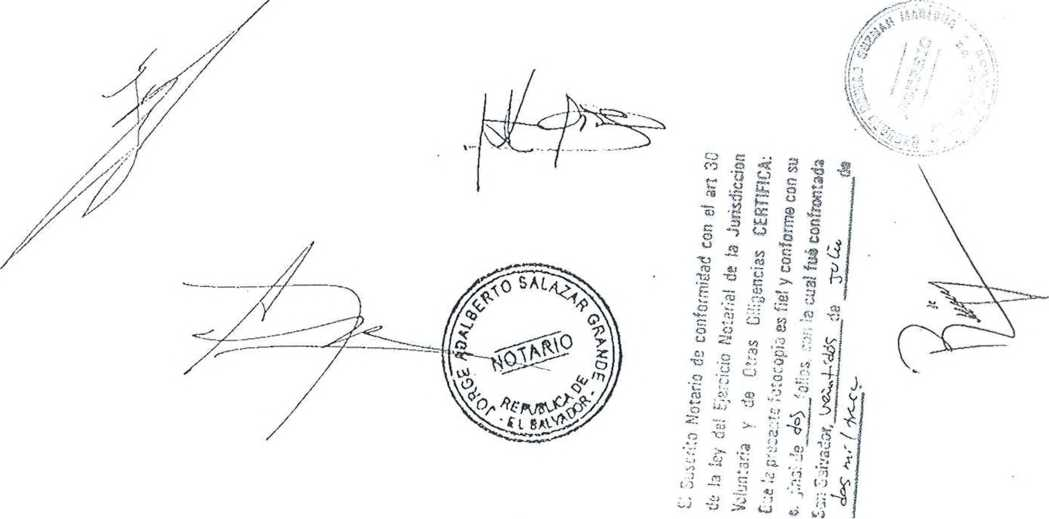 JORGE ADALBERTO SALAZAR GRANDE
NOTARIO
REPUBLICA DE
EL SALVADOR
El Suscrito Notario de conformidad con el art 30
de la ley del Ejercicio Notarial de la Jurisdiccion
Voluntaria y de Otras Diligencias CERTIFICA:
Que la presente fotocopia es fiel y conforme con su
de dos folios, con la cual fué confrontada
San Salvador, veintidós de Julio de
dos mil trece
GUZMAN